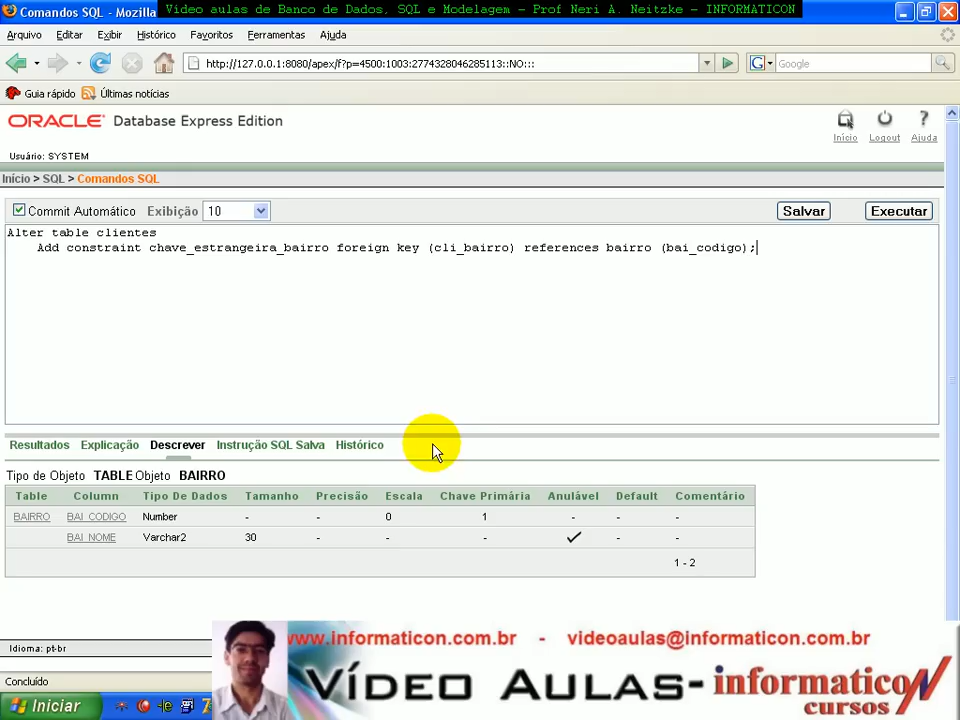 Comandos SQL - Mozilla
Vídeo aulas de Banco de Dados, SQL e Modelagem - Prof Neri A. Neitzke - INFORMATICON
Arquivo Editar Exibir Histórico Favoritos Ferramentas Ajuda
http://127.0.0.1:8080/apex/f?p=4500:1003:2774328046285113::NO:::
Google
Guia rápido Últimas notícias
ORACLE Database Express Edition
Início Logout Ajuda
Usuário: SYSTEM
Início > SQL > Comandos SQL
Commit Automático Exibição 10 Salvar Executar
Alter table clientes
Add constraint chave_estrangeira_bairro foreign key (cli_bairro) references bairro (bai_codigo);
Resultados Explicação Descrever Instrução SQL Salva Histórico
Tipo de Objeto TABLE Objeto BAIRRO
Table Column Tipo De Dados Tamanho Precisão Escala Chave Primária Anulável Default Comentário
BAIRRO BAI_CODIGO Number - - 0 1 - - -
BAI_NOME Varchar2 30 - - - - -
1 - 2
Idioma: pt-br
www.informaticon.com.br - videoaulas@informaticon.com.br
Concluído
Vídeo Aulas- informaticon
cursos
Iniciar